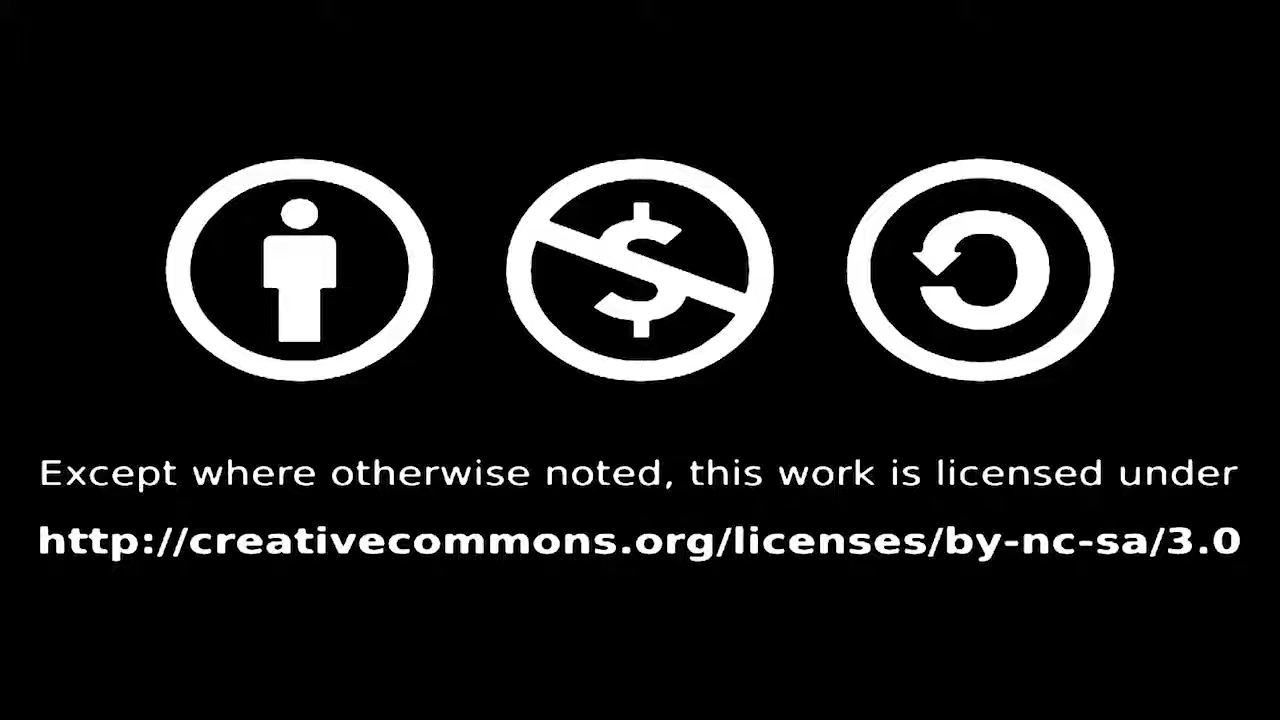 Except where otherwise noted, this work is licensed under
http://creativecommons.org/licenses/by-nc-sa/3.0